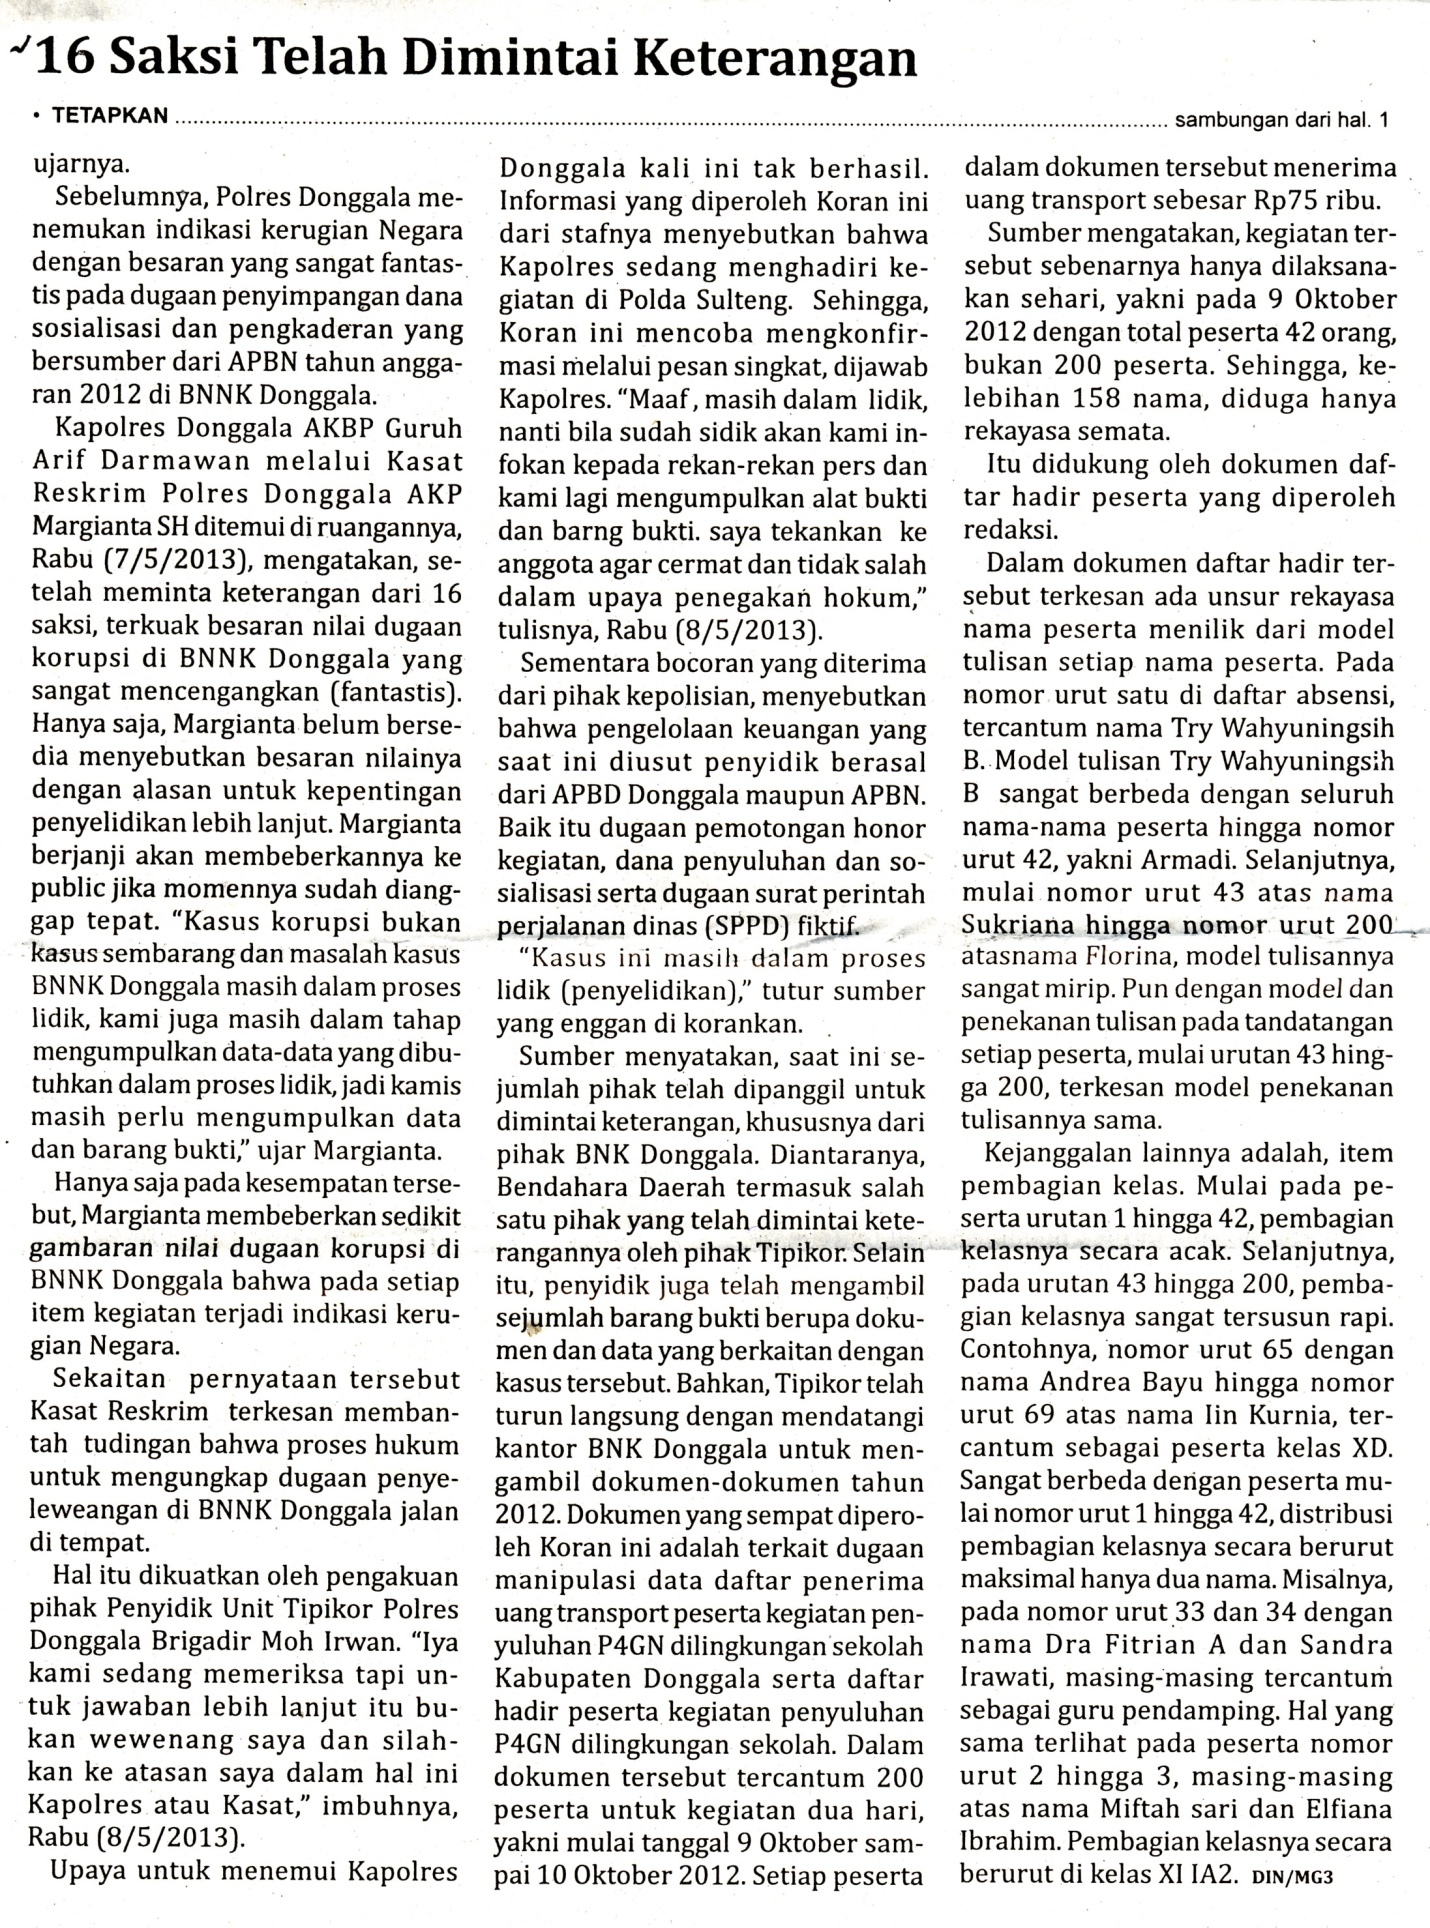 16 Saksi Telah Dimintai Keterangan
• TETAPKAN ........................................ sambungan dari hal. 1
ujarnya.
Sebelumnya, Polres Donggala me-
nemukan indikasi kerugian Negara
dengan besaran yang sangat fantas-
tis pada dugaan penyimpangan dana
sosialisasi dan pengkaderan yang
bersumber dari APBN tahun angga-
ran 2012 di BNNK Donggala.
Kapolres Donggala AKBP Guruh
Arif Darmawan melalui Kasat
Reskrim Polres Donggala AKP
Margianta SH ditemui di ruangannya,
Rabu (7/5/2013), mengatakan, se-
telah meminta keterangan dari 16
saksi, terkuak besaran nilai dugaan
korupsi di BNNK Donggala yang
sangat mencengangkan (fantastis).
Hanya saja, Margianta belum berse-
dia menyebutkan besaran nilainya
dengan alasan untuk kepentingan
penyelidikan lebih lanjut. Margianta
berjanji akan membeberkannya ke
public jika momennya sudah diang-
gap tepat. “Kasus korupsi bukan
kasus sembarang dan masalah kasus
BNNK Donggala masih dalam proses
lidik, kami juga masih dalam tahap
mengumpulkan data-data yang dibu-
tuhkan dalam proses lidik, jadi kamis
masih perlu mengumpulkan data
dan barang bukti,” ujar Margianta.
Hanya saja pada kesempatan terse-
but, Margianta membeberkan sedikit
gambaran nilai dugaan korupsi di
BNNK Donggala bahwa pada setiap
item kegiatan terjadi indikasi keru-
gian Negara.
Sekaitan pernyataan tersebut
Kasat Reskrim terkesan memban-
tah tudingan bahwa proses hukum
untuk mengungkap dugaan penye-
leweangan di BNNK Donggala jalan
di tempat.
Hal itu dikuatkan oleh pengakuan
pihak Penyidik Unit Tipikor Polres
Donggala Brigadir Moh Irwan. “Iya
kami sedang memeriksa tapi un-
tuk jawaban lebih lanjut itu bu-
kan wewenang saya dan silah-
kan ke atasan saya dalam hal ini
Kapolres atau Kasat,” imbuhnya,
Rabu (8/5/2013).
Upaya untuk menemui Kapolres
Donggala kali ini tak berhasil.
Informasi yang diperoleh Koran ini
dari stafnya menyebutkan bahwa
Kapolres sedang menghadiri ke-
giatan di Polda Sulteng. Sehingga,
Koran ini mencoba mengkonfir-
masi melalui pesan singkat, dijawab
Kapolres. “Maaf, masih dalam lidik,
nanti bila sudah sidik akan kami in-
fokan kepada rekan-rekan pers dan
kami lagi mengumpulkan alat bukti
dan barng bukti. saya tekankan ke
anggota agar cermat dan tidak salah
dalam upaya penegakan hokum,”
tulisnya, Rabu (8/5/2013).
Sementara bocoran yang diterima
dari pihak kepolisian, menyebutkan
bahwa pengelolaan keuangan yang
saat ini diusut penyidik berasal
dari APBD Donggala maupun APBN.
Baik itu dugaan pemotongan honor
kegiatan, dana penyuluhan dan so-
sialisasi serta dugaan surat perintah
perjalanan dinas (SPPD) fiktif.
“Kasus ini masih dalam proses
lidik (penyelidikan),” tutur sumber
yang enggan di korankan.
Sumber menyatakan, saat ini se-
jumlah pihak telah dipanggil untuk
dimintai keterangan, khususnya dari
pihak BNK Donggala. Diantaranya,
Bendahara Daerah termasuk salah
satu pihak yang telah dimintai kete-
rangannya oleh pihak Tipikor. Selain
itu, penyidik juga telah mengambil
sejumlah barang bukti berupa doku-
men dan data yang berkaitan dengan
kasus tersebut. Bahkan, Tipikor telah
turun langsung dengan mendatangi
kantor BNK Donggala untuk men-
gambil dokumen-dokumen tahun
2012. Dokumen yang sempat dipero-
leh Koran ini adalah terkait dugaan
manipulasi data daftar penerima
uang transport peserta kegiatan pen-
yuluhan P4GN dilingkungan sekolah
Kabupaten Donggala serta daftar
hadir peserta kegiatan penyuluhan
P4GN dilingkungan sekolah. Dalam
dokumen tersebut tercantum 200
peserta untuk kegiatan dua hari,
yakni mulai tanggal 9 Oktober sam-
pai 10 Oktober 2012. Setiap peserta
dalam dokumen tersebut menerima
uang transport sebesar Rp75 ribu.
Sumber mengatakan, kegiatan ter-
sebut sebenarnya hanya dilaksana-
kan sehari, yakni pada 9 Oktober
2012 dengan total peserta 42 orang,
bukan 200 peserta. Sehingga, ke-
lebihan 158 nama, diduga hanya
rekayasa semata.
Itu didukung oleh dokumen daf-
tar hadir peserta yang diperoleh
redaksi.
Dalam dokumen daftar hadir ter-
sebut terkesan ada unsur rekayasa
nama peserta menilik dari model
tulisan setiap nama peserta. Pada
nomor urut satu di daftar absensi,
tercantum nama Try Wahyuningsih
B. Model tulisan Try Wahyuningsih
B sangat berbeda dengan seluruh
nama-nama peserta hingga nomor
urut 42, yakni Armadi. Selanjutnya,
mulai nomor urut 43 atas nama
Sukriana hingga nomor urut 200
atasnama Florina, model tulisannya
sangat mirip. Pun dengan model dan
penekanan tulisan pada tandatangan
setiap peserta, mulai urutan 43 hing-
ga 200, terkesan model penekanan
tulisannya sama.
Kejanggalan lainnya adalah, item
pembagian kelas. Mulai pada pe-
serta urutan 1 hingga 42, pembagian
kelasnya secara acak. Selanjutnya,
pada urutan 43 hingga 200, pemba-
gian kelasnya sangat tersusun rapi.
Contohnya, nomor urut 65 dengan
nama Andrea Bayu hingga nomor
urut 69 atas nama Iin Kurnia, ter-
cantum sebagai peserta kelas XD.
Sangat berbeda dengan peserta mu-
lai nomor urut 1 hingga 42, distribusi
pembagian kelasnya secara berurut
maksimal hanya dua nama. Misalnya,
pada nomor urut 33 dan 34 dengan
nama Dra Fitrian A dan Sandra
Irawati, masing-masing tercantum
sebagai guru pendamping. Hal yang
sama terlihat pada peserta nomor
urut 2 hingga 3, masing-masing
atas nama Miftah sari dan Elfiana
Ibrahim. Pembagian kelasnya secara
berurut di kelas XI IA2. DIN/MG3